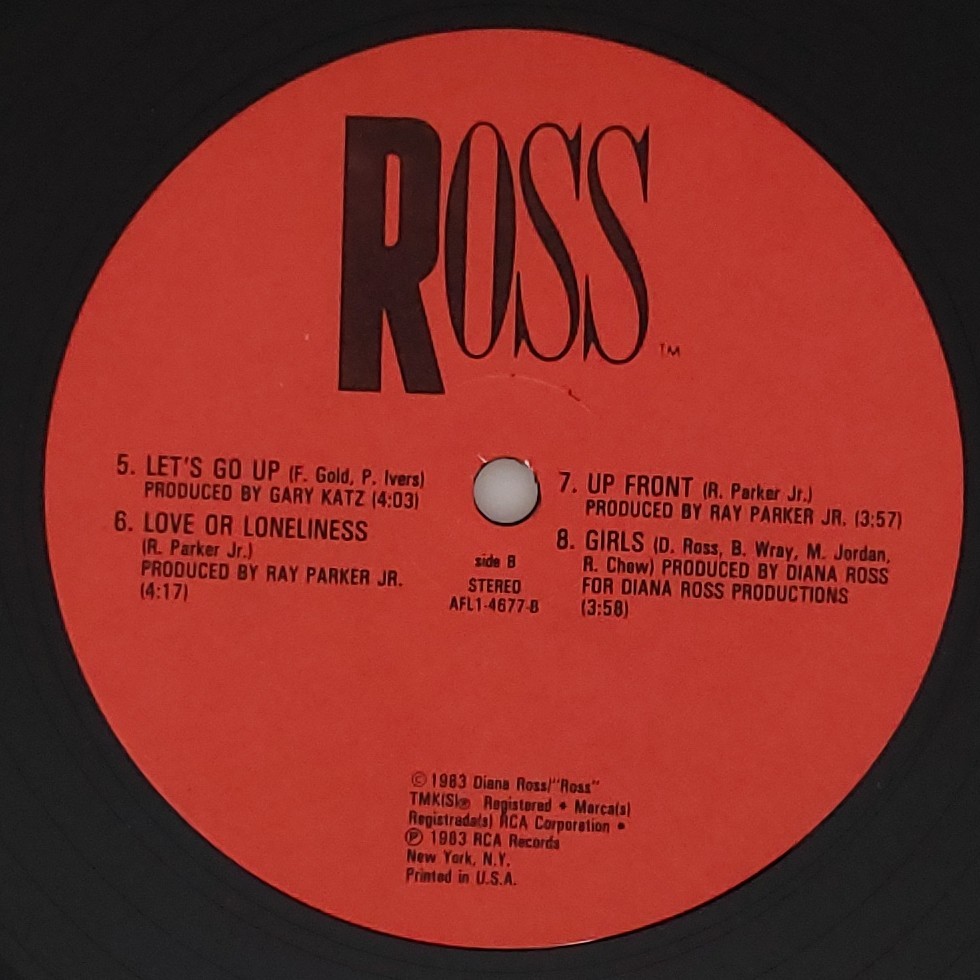 ROSS
TM
5. LET'S GO UP (F. Gold, P. Ivers)
PRODUCED BY GARY KATZ (4:03)
6. LOVE OR LONELINESS
(R. Parker Jr.)
PRODUCED BY RAY PARKER JR.
(4:17)
side B
STEREO
AFL1-4677-B
7. UP FRONT (R. Parker Jr.)
PRODUCED BY RAY PARKER JR. (3:57)
8. GIRLS (D. Ross, B. Wray, M. Jordan,
R. Chew) PRODUCED BY DIANA ROSS
FOR DIANA ROSS PRODUCTIONS
(3:58)
© 1983 Diana Ross/"Ross"
TMK(S)® Registered • Marca(s)
Registrada(s) RCA Corporation •
℗ 1983 RCA Records
New York, N.Y.
Printed in U.S.A.